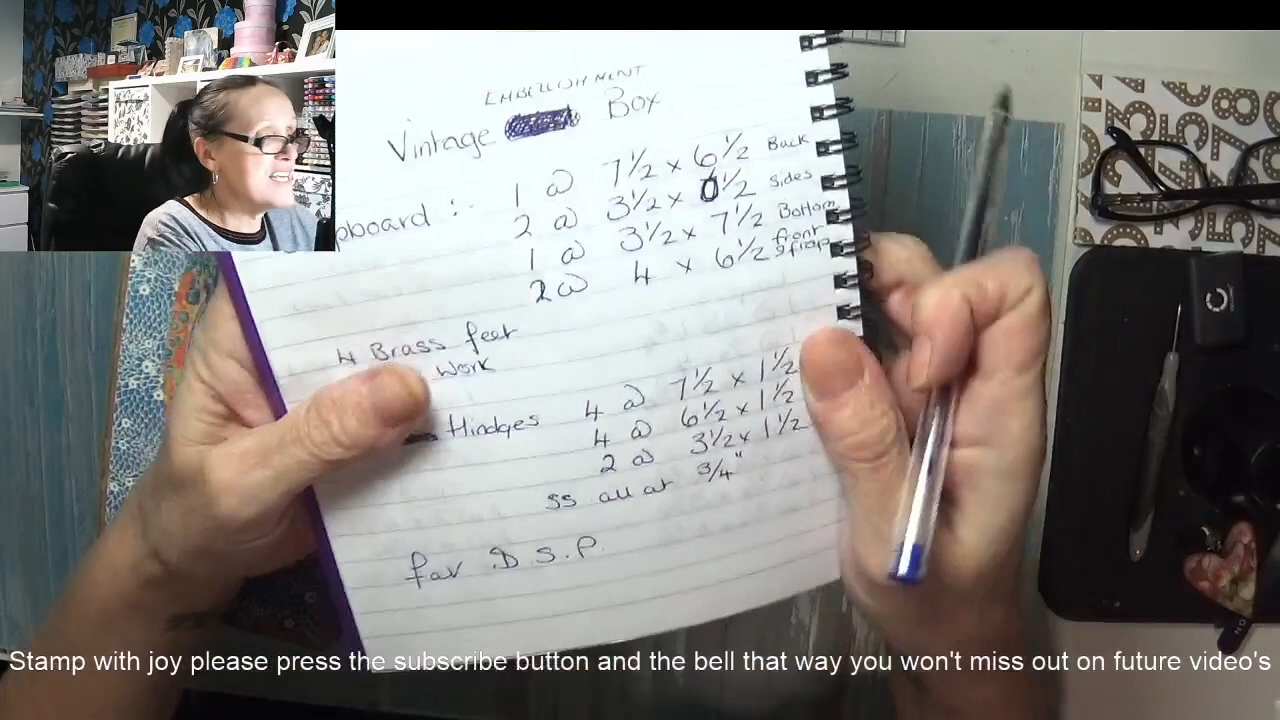 EMBELLISHMENT
Vintage Box
pboard :- 1 @ 7½ x 6½ Back
2 @ 3½ x 6½ Sides
1 @ 3½ x 7½ Bottom
2 @ 4 x 6½ front
& flap
4 Brass feet
work
Hindges 4 @ 7½ x 1½
4 @ 6½ x 1½
2 @ 3½ x 1½
SS all at ¾"
fav D.S.P.
Stamp with joy please press the subscribe button and the bell that way you won't miss out on future video's